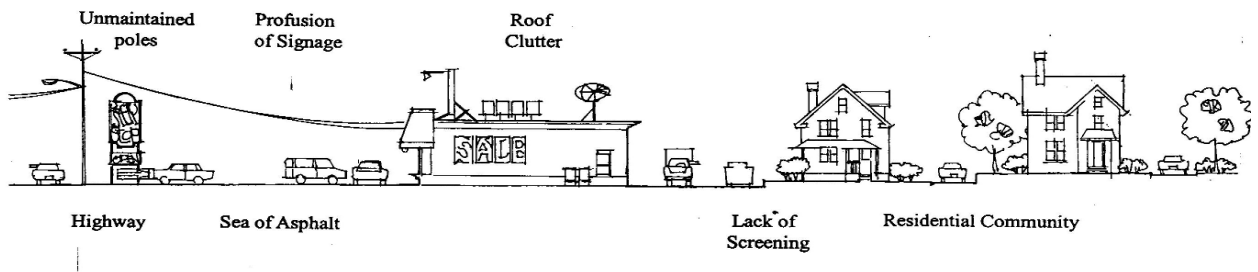 Unmaintained
poles
Profusion
of Signage
Roof
Clutter
SALE
Highway
Sea of Asphalt
Lack of
Screening
Residential Community